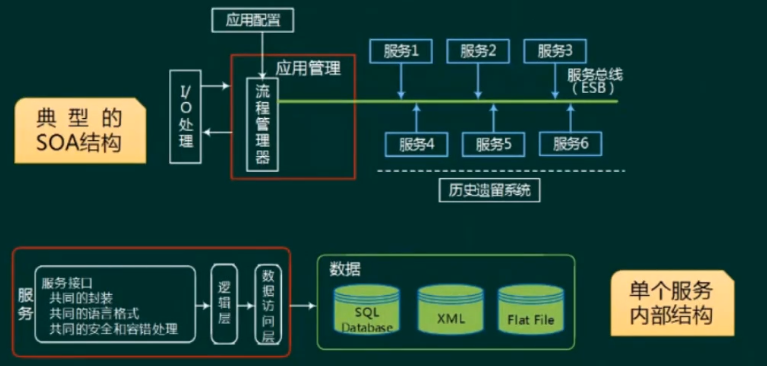 应用配置
应用管理
I/O处理
流程管理器
服务1
服务2
服务3
服务总线
（ESB）
服务4
服务5
服务6
历史遗留系统
典型的
SOA结构
服务
服务接口
共同的封装
共同的语言格式
共同的安全和容错处理
逻辑层
数据访问层
数据
SQL
Database
XML
Flat File
单个服务
内部结构